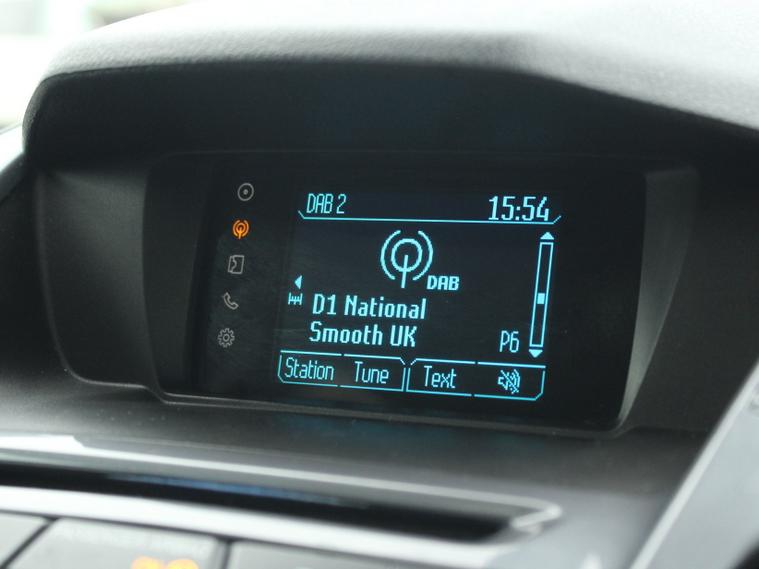 DAB 2 15:54
DAB
D1 National
Smooth UK P6
Station Tune Text